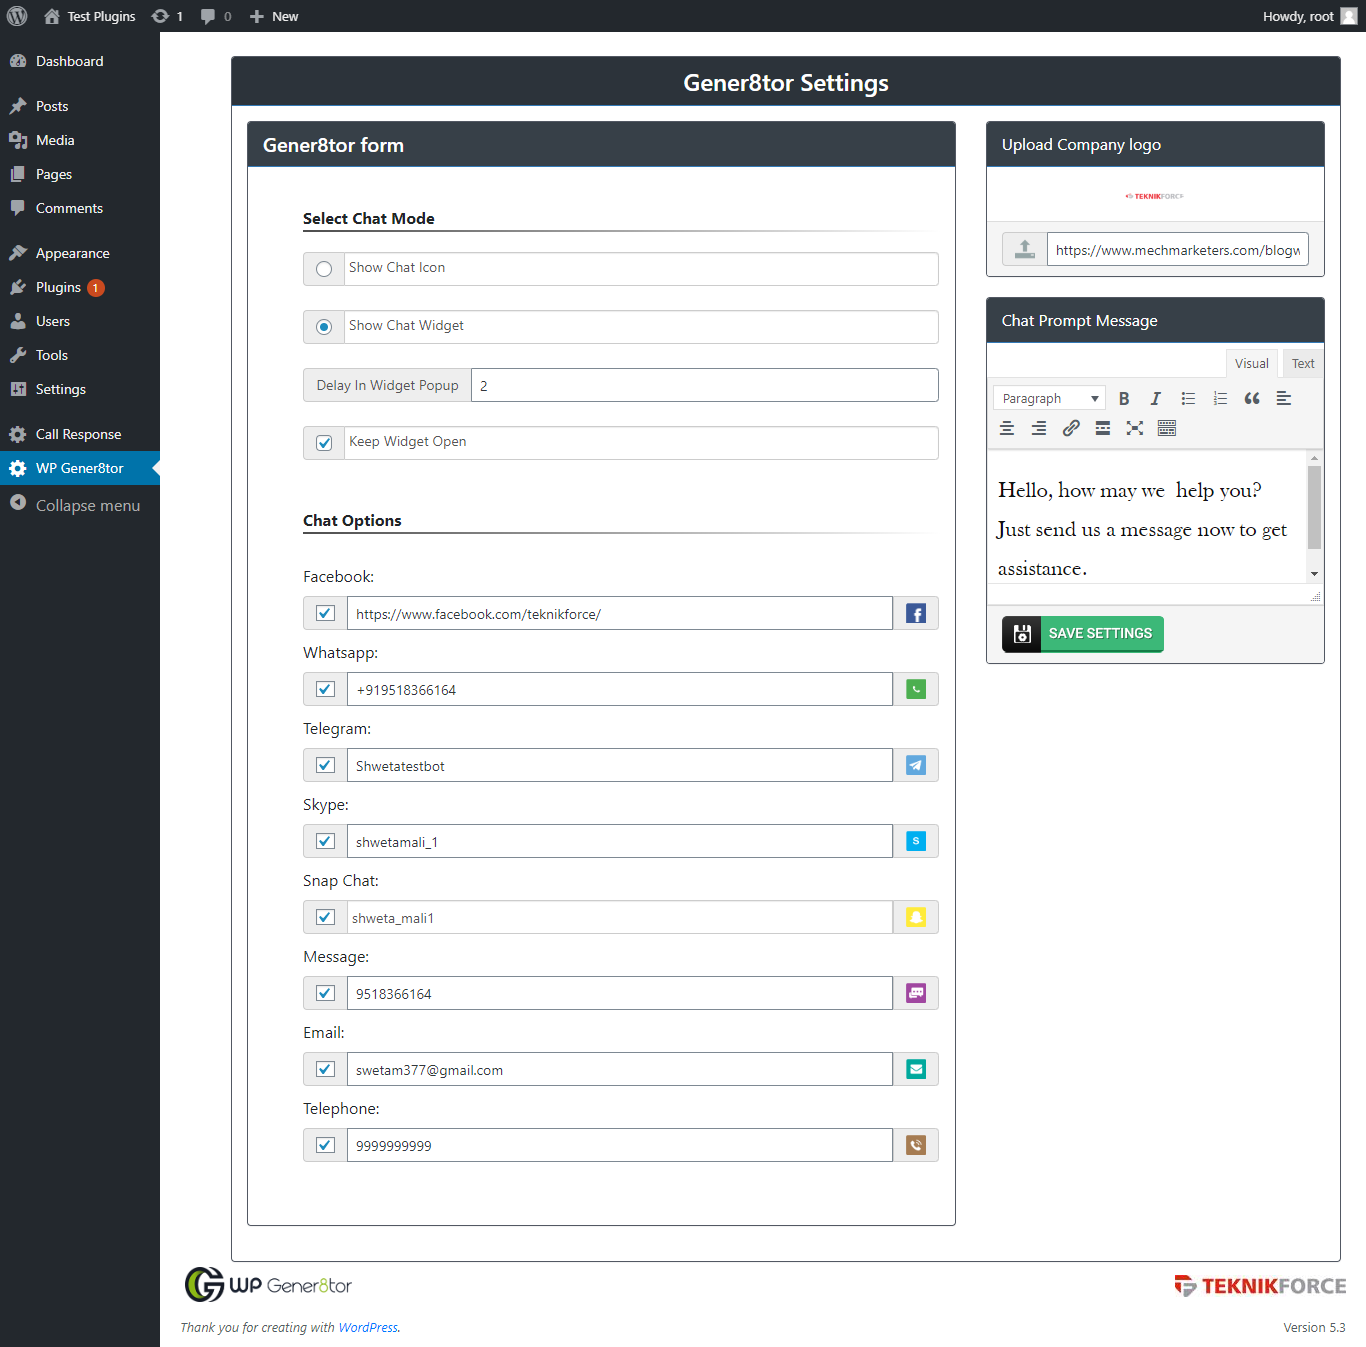 Test Plugins
1
0
New
Howdy, root
Dashboard
Posts
Media
Pages
Comments
Appearance
Plugins 1
Users
Tools
Settings
Call Response
WP Gener8tor
Collapse menu
Gener8tor Settings
Gener8tor form
Select Chat Mode
Show Chat Icon
Show Chat Widget
Delay In Widget Popup 2
Keep Widget Open
Chat Options
Facebook:
https://www.facebook.com/teknikforce/
Whatsapp:
+919518366164
Telegram:
Shwetatestbot
Skype:
shwetamali_1
Snap Chat:
shweta_mali1
Message:
9518366164
Email:
swetam377@gmail.com
Telephone:
9999999999
Upload Company logo
TEKNIKFORCE
https://www.mechmarketers.com/blogw
Chat Prompt Message
Visual Text
Paragraph
Hello, how may we  help you?
Just send us a message now to get
assistance.
SAVE SETTINGS
WP Gener8tor
TEKNIKFORCE
Thank you for creating with WordPress.
Version 5.3